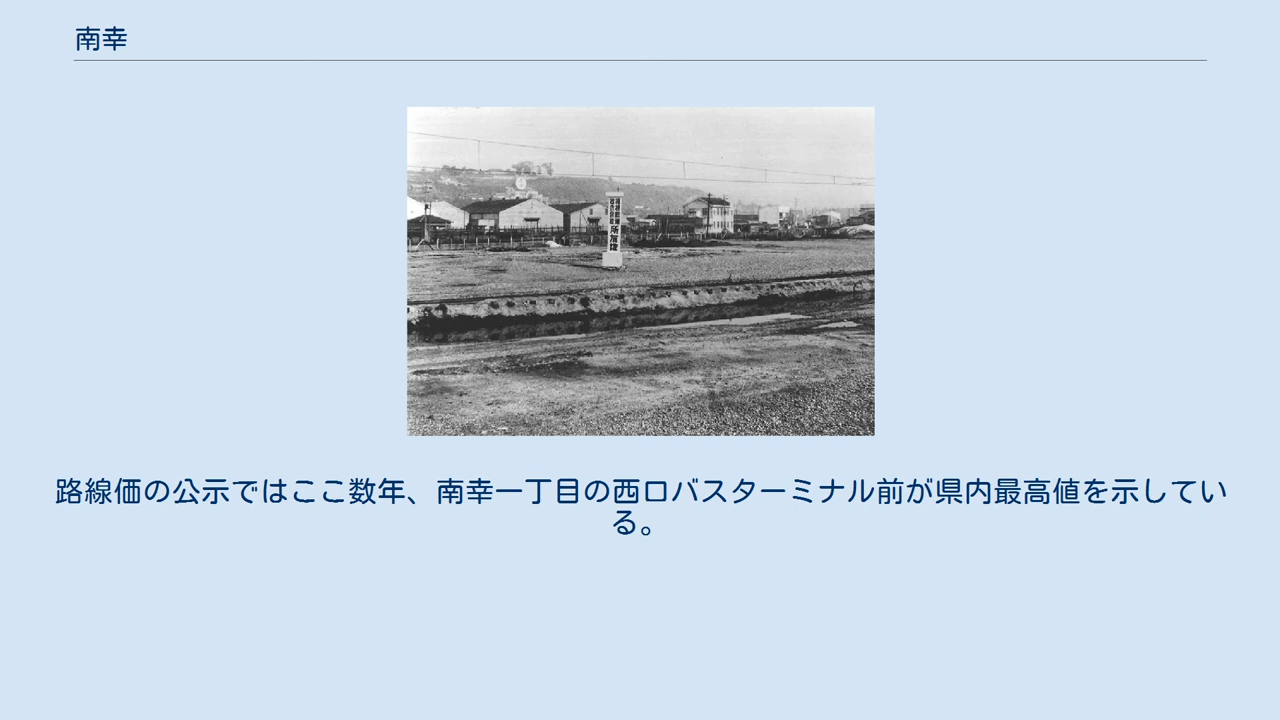 南幸
路線価の公示ではここ数年、南幸一丁目の西口バスターミナル前が県内最高値を示してい
る。